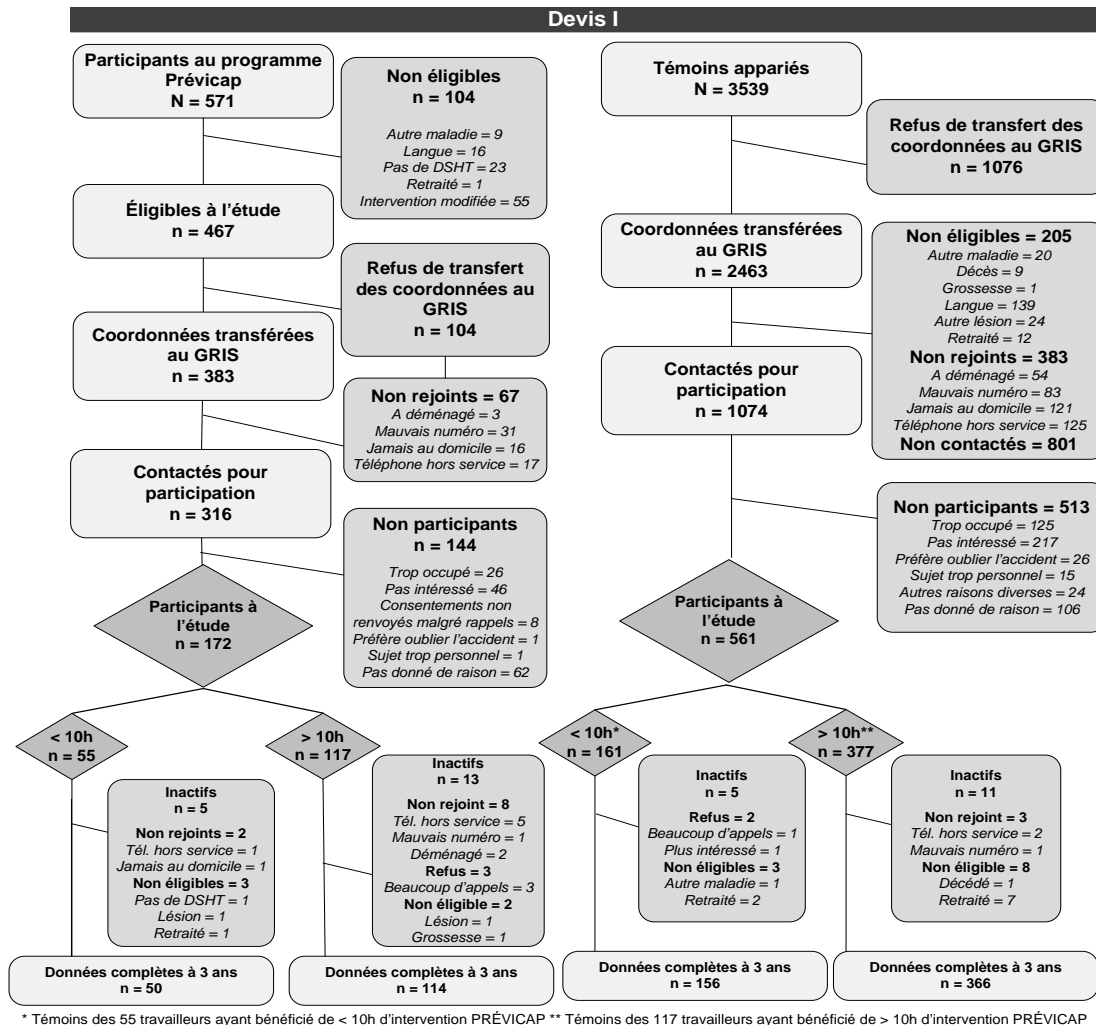 Devis I
Participants au programme
Prévicap
N = 571
Non éligibles
n = 104
Autre maladie = 9
Langue = 16
Pas de DSHT = 23
Retraité = 1
Intervention modifiée = 55
Éligibles à l'étude
n = 467
Refus de transfert
des coordonnées au
GRIS
n = 104
Coordonnées transférées
au GRIS
n = 383
Non rejoints = 67
A déménagé = 3
Mauvais numéro = 31
Jamais au domicile = 16
Téléphone hors service = 17
Contactés pour
participation
n = 316
Non participants
n = 144
Trop occupé = 26
Pas intéressé = 46
Consentements non
renvoyés malgré rappels = 8
Préfère oublier l'accident = 1
Sujet trop personnel = 1
Pas donné de raison = 62
Participants à
l'étude
n = 172
< 10h
n = 55
> 10h
n = 117
Inactifs
n = 5
Non rejoints = 2
Tél. hors service = 1
Jamais au domicile = 1
Non éligibles = 3
Pas de DSHT = 1
Lésion = 1
Retraité = 1
Inactifs
n = 13
Non rejoint = 8
Tél. hors service = 5
Mauvais numéro = 1
Déménagé = 2
Refus = 3
Beaucoup d'appels = 3
Non éligible = 2
Lésion = 1
Grossesse = 1
Données complètes à 3 ans
n = 50
Données complètes à 3 ans
n = 114
Témoins appariés
N = 3539
Refus de transfert des
coordonnées au GRIS
n = 1076
Coordonnées transférées
au GRIS
n = 2463
Non éligibles = 205
Autre maladie = 20
Décès = 9
Grossesse = 1
Langue = 139
Autre lésion = 24
Retraité = 12
Non rejoints = 383
A déménagé = 54
Mauvais numéro = 83
Jamais au domicile = 121
Téléphone hors service = 125
Non contactés = 801
Contactés pour
participation
n = 1074
Non participants = 513
Trop occupé = 125
Pas intéressé = 217
Préfère oublier l'accident = 26
Sujet trop personnel = 15
Autres raisons diverses = 24
Pas donné de raison = 106
Participants à
l'étude
n = 561
< 10h*
n = 161
> 10h**
n = 377
Inactifs
n = 5
Refus = 2
Beaucoup d'appels = 1
Plus intéressé = 1
Non éligibles = 3
Autre maladie = 1
Retraité = 2
Inactifs
n = 11
Non rejoint = 3
Tél. hors service = 2
Mauvais numéro = 1
Non éligible = 8
Décédé = 1
Retraité = 7
Données complètes à 3 ans
n = 156
Données complètes à 3 ans
n = 366
* Témoins des 55 travailleurs ayant bénéficié de < 10h d'intervention PRÉVICAP ** Témoins des 117 travailleurs ayant bénéficié de > 10h d'intervention PRÉVICAP